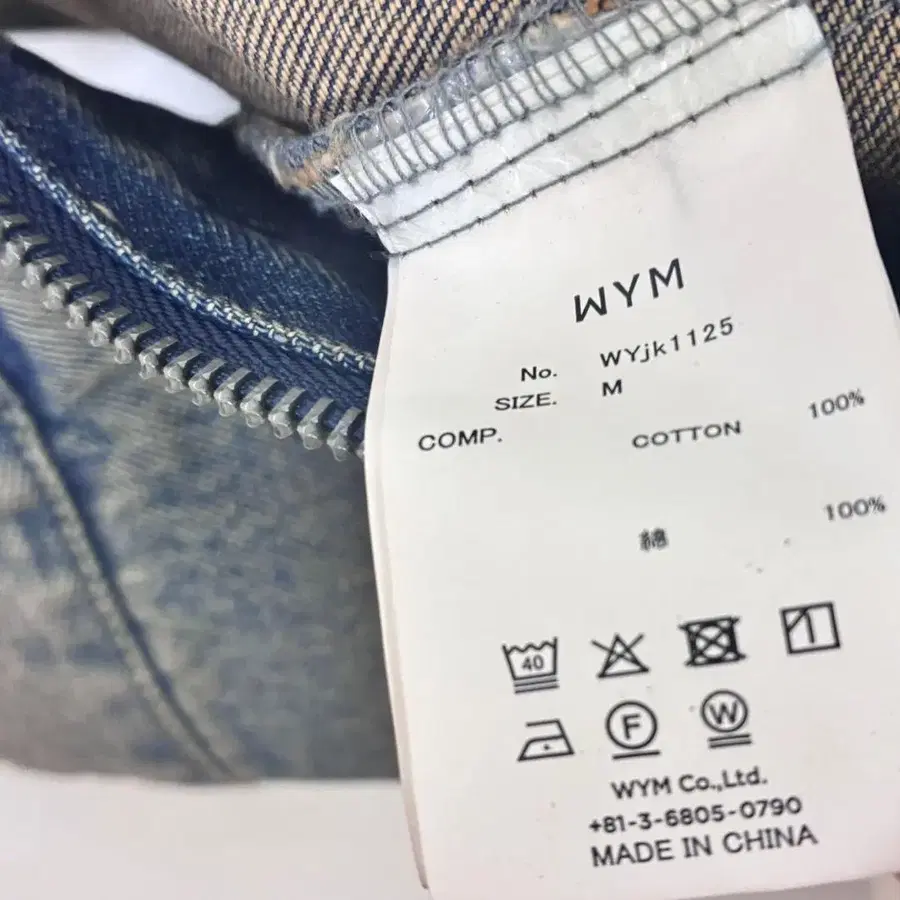 WYM
No. WYjk1125
SIZE. M
COMP. COTTON 100%
綿 100%
40
F W
WYM Co.,Ltd.
+81-3-6805-0790
MADE IN CHINA